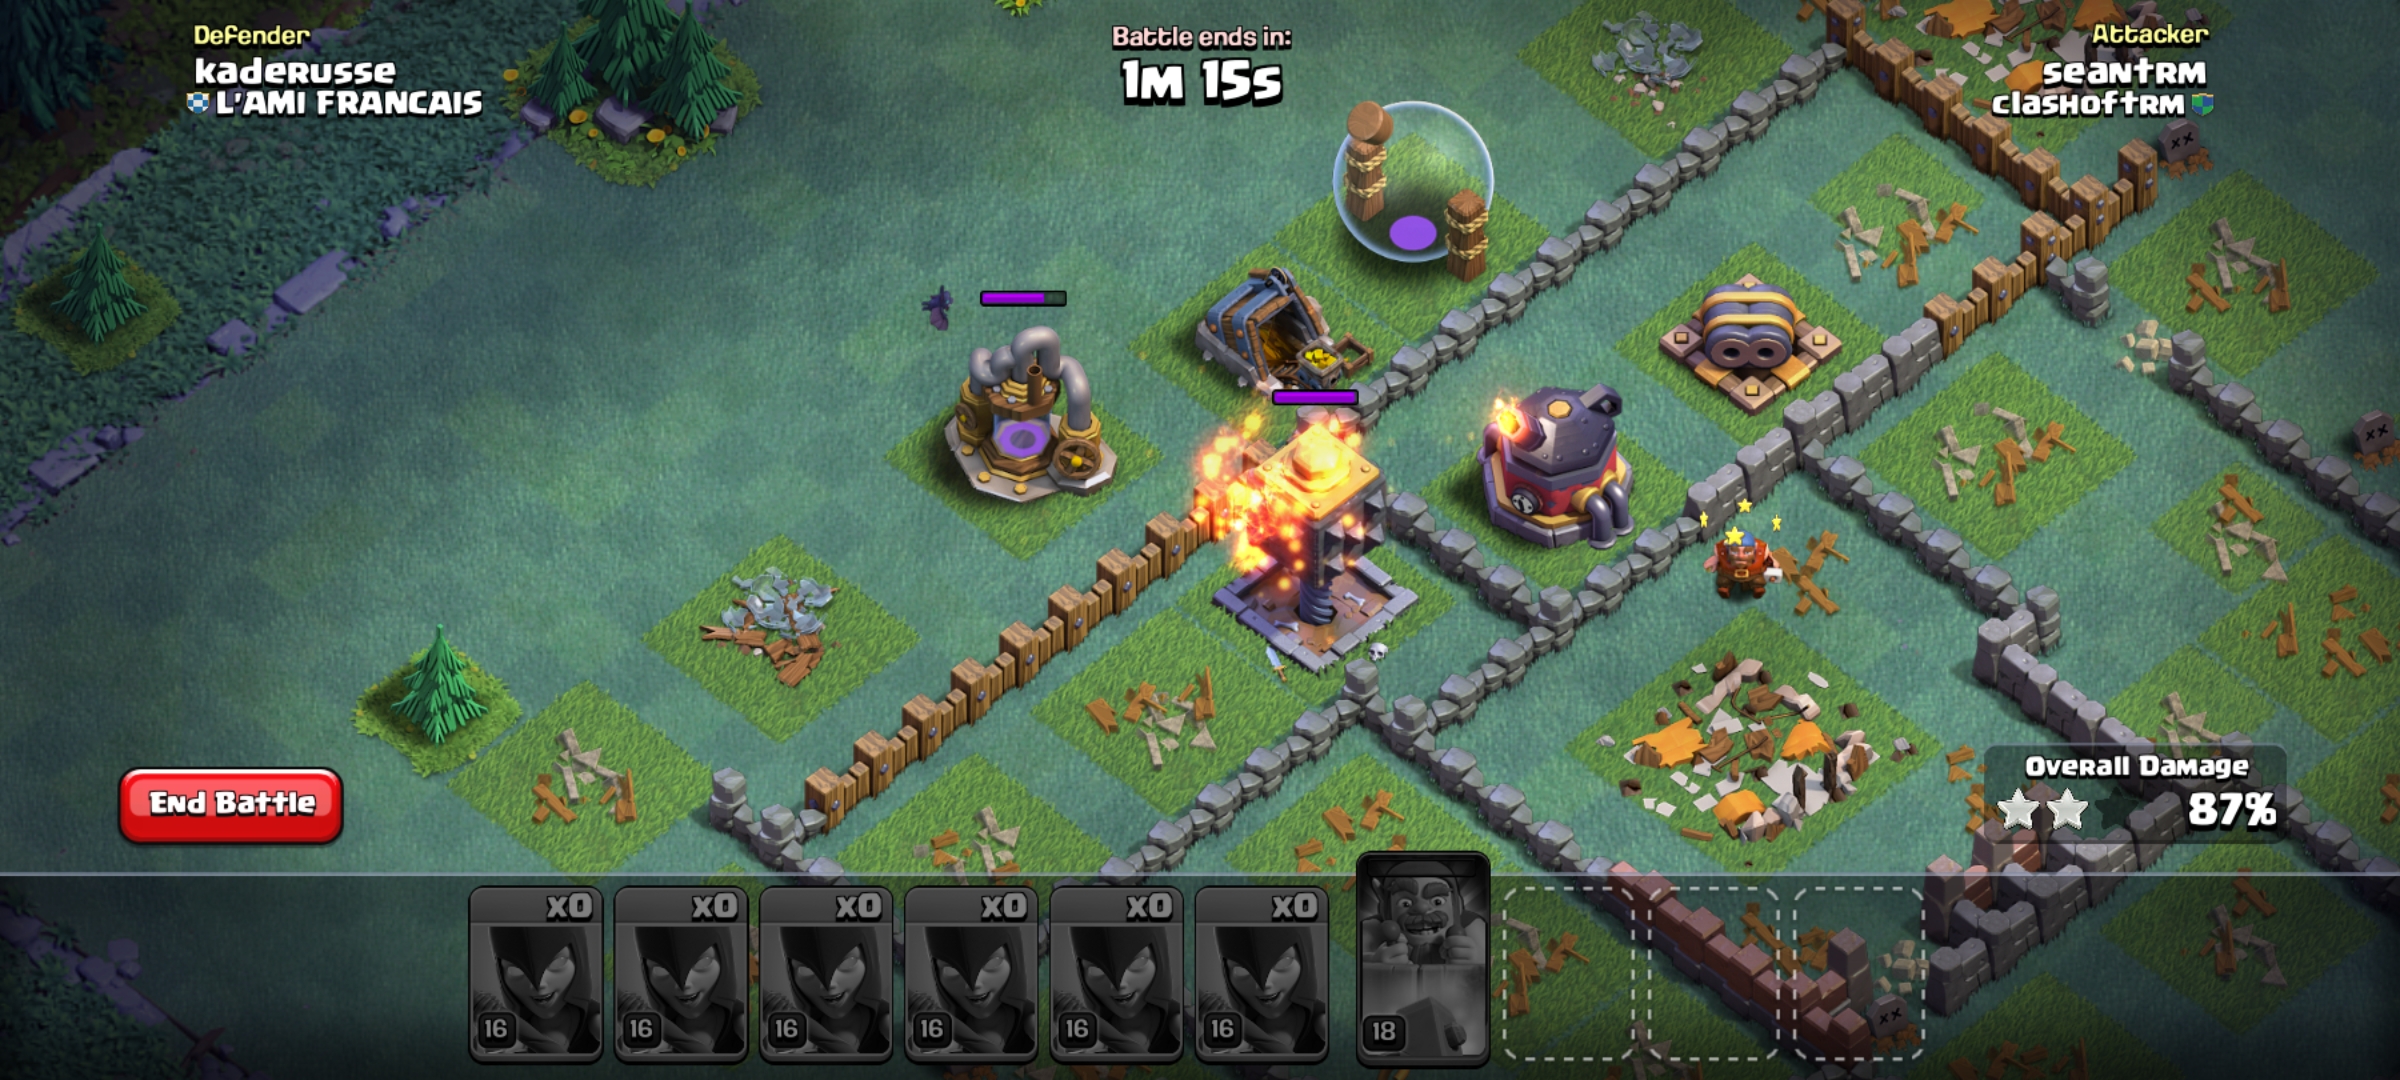 Defender
kaderusse
L'AMI FRANCAIS
Battle ends in:
1m 15s
Attacker
seantrm
clashoftrm
End Battle
Overall Damage
87%
x0
x0
x0
x0
x0
x0
16
16
16
16
16
16
18